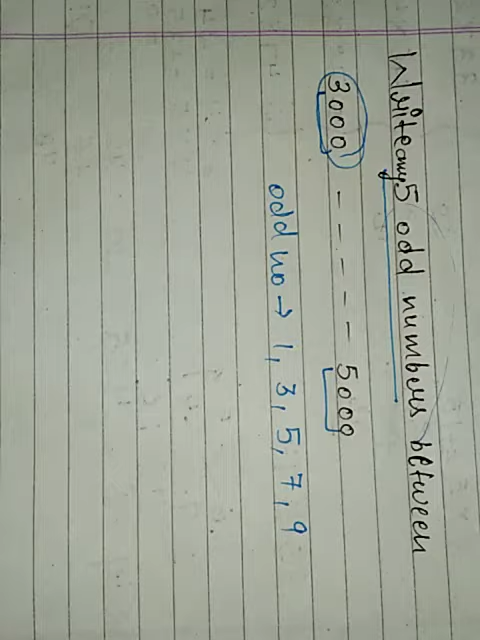 Write any 5 odd numbers between
3000, - - - - - 5000
odd no → 1, 3, 5, 7, 9